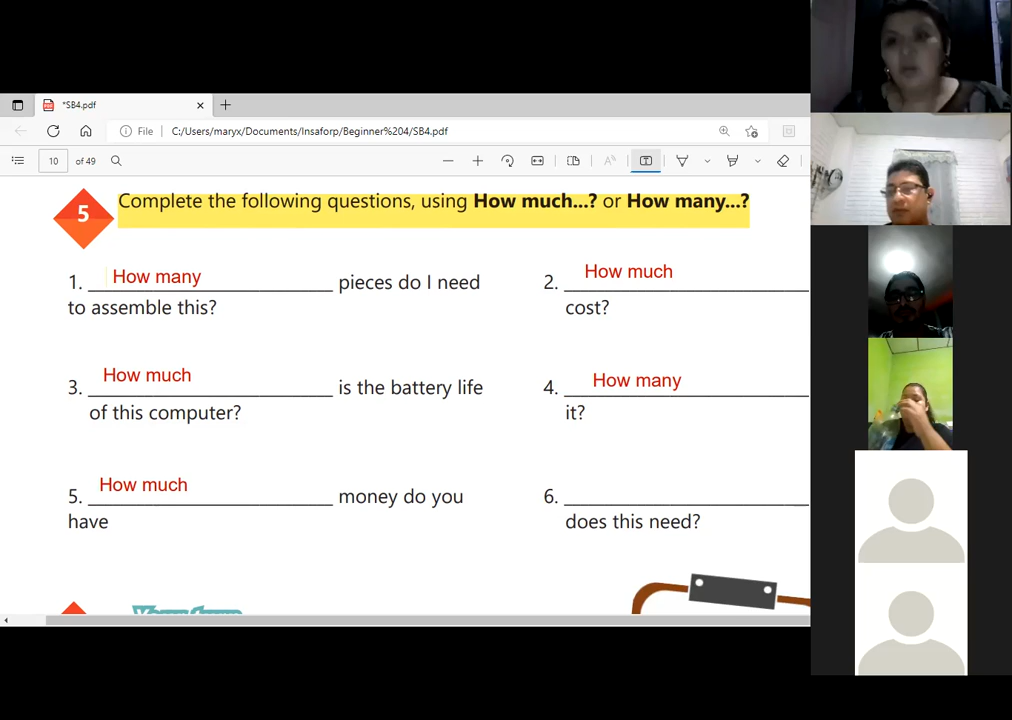 *SB4.pdf
File C:/Users/maryx/Documents/Insaforp/Beginner%204/SB4.pdf
10 of 49
5 Complete the following questions, using How much...? or How many...?
1. How many pieces do I need
to assemble this?
2. How much
cost?
3. How much is the battery life
of this computer?
4. How many
it?
5. How much money do you
have
6.
does this need?